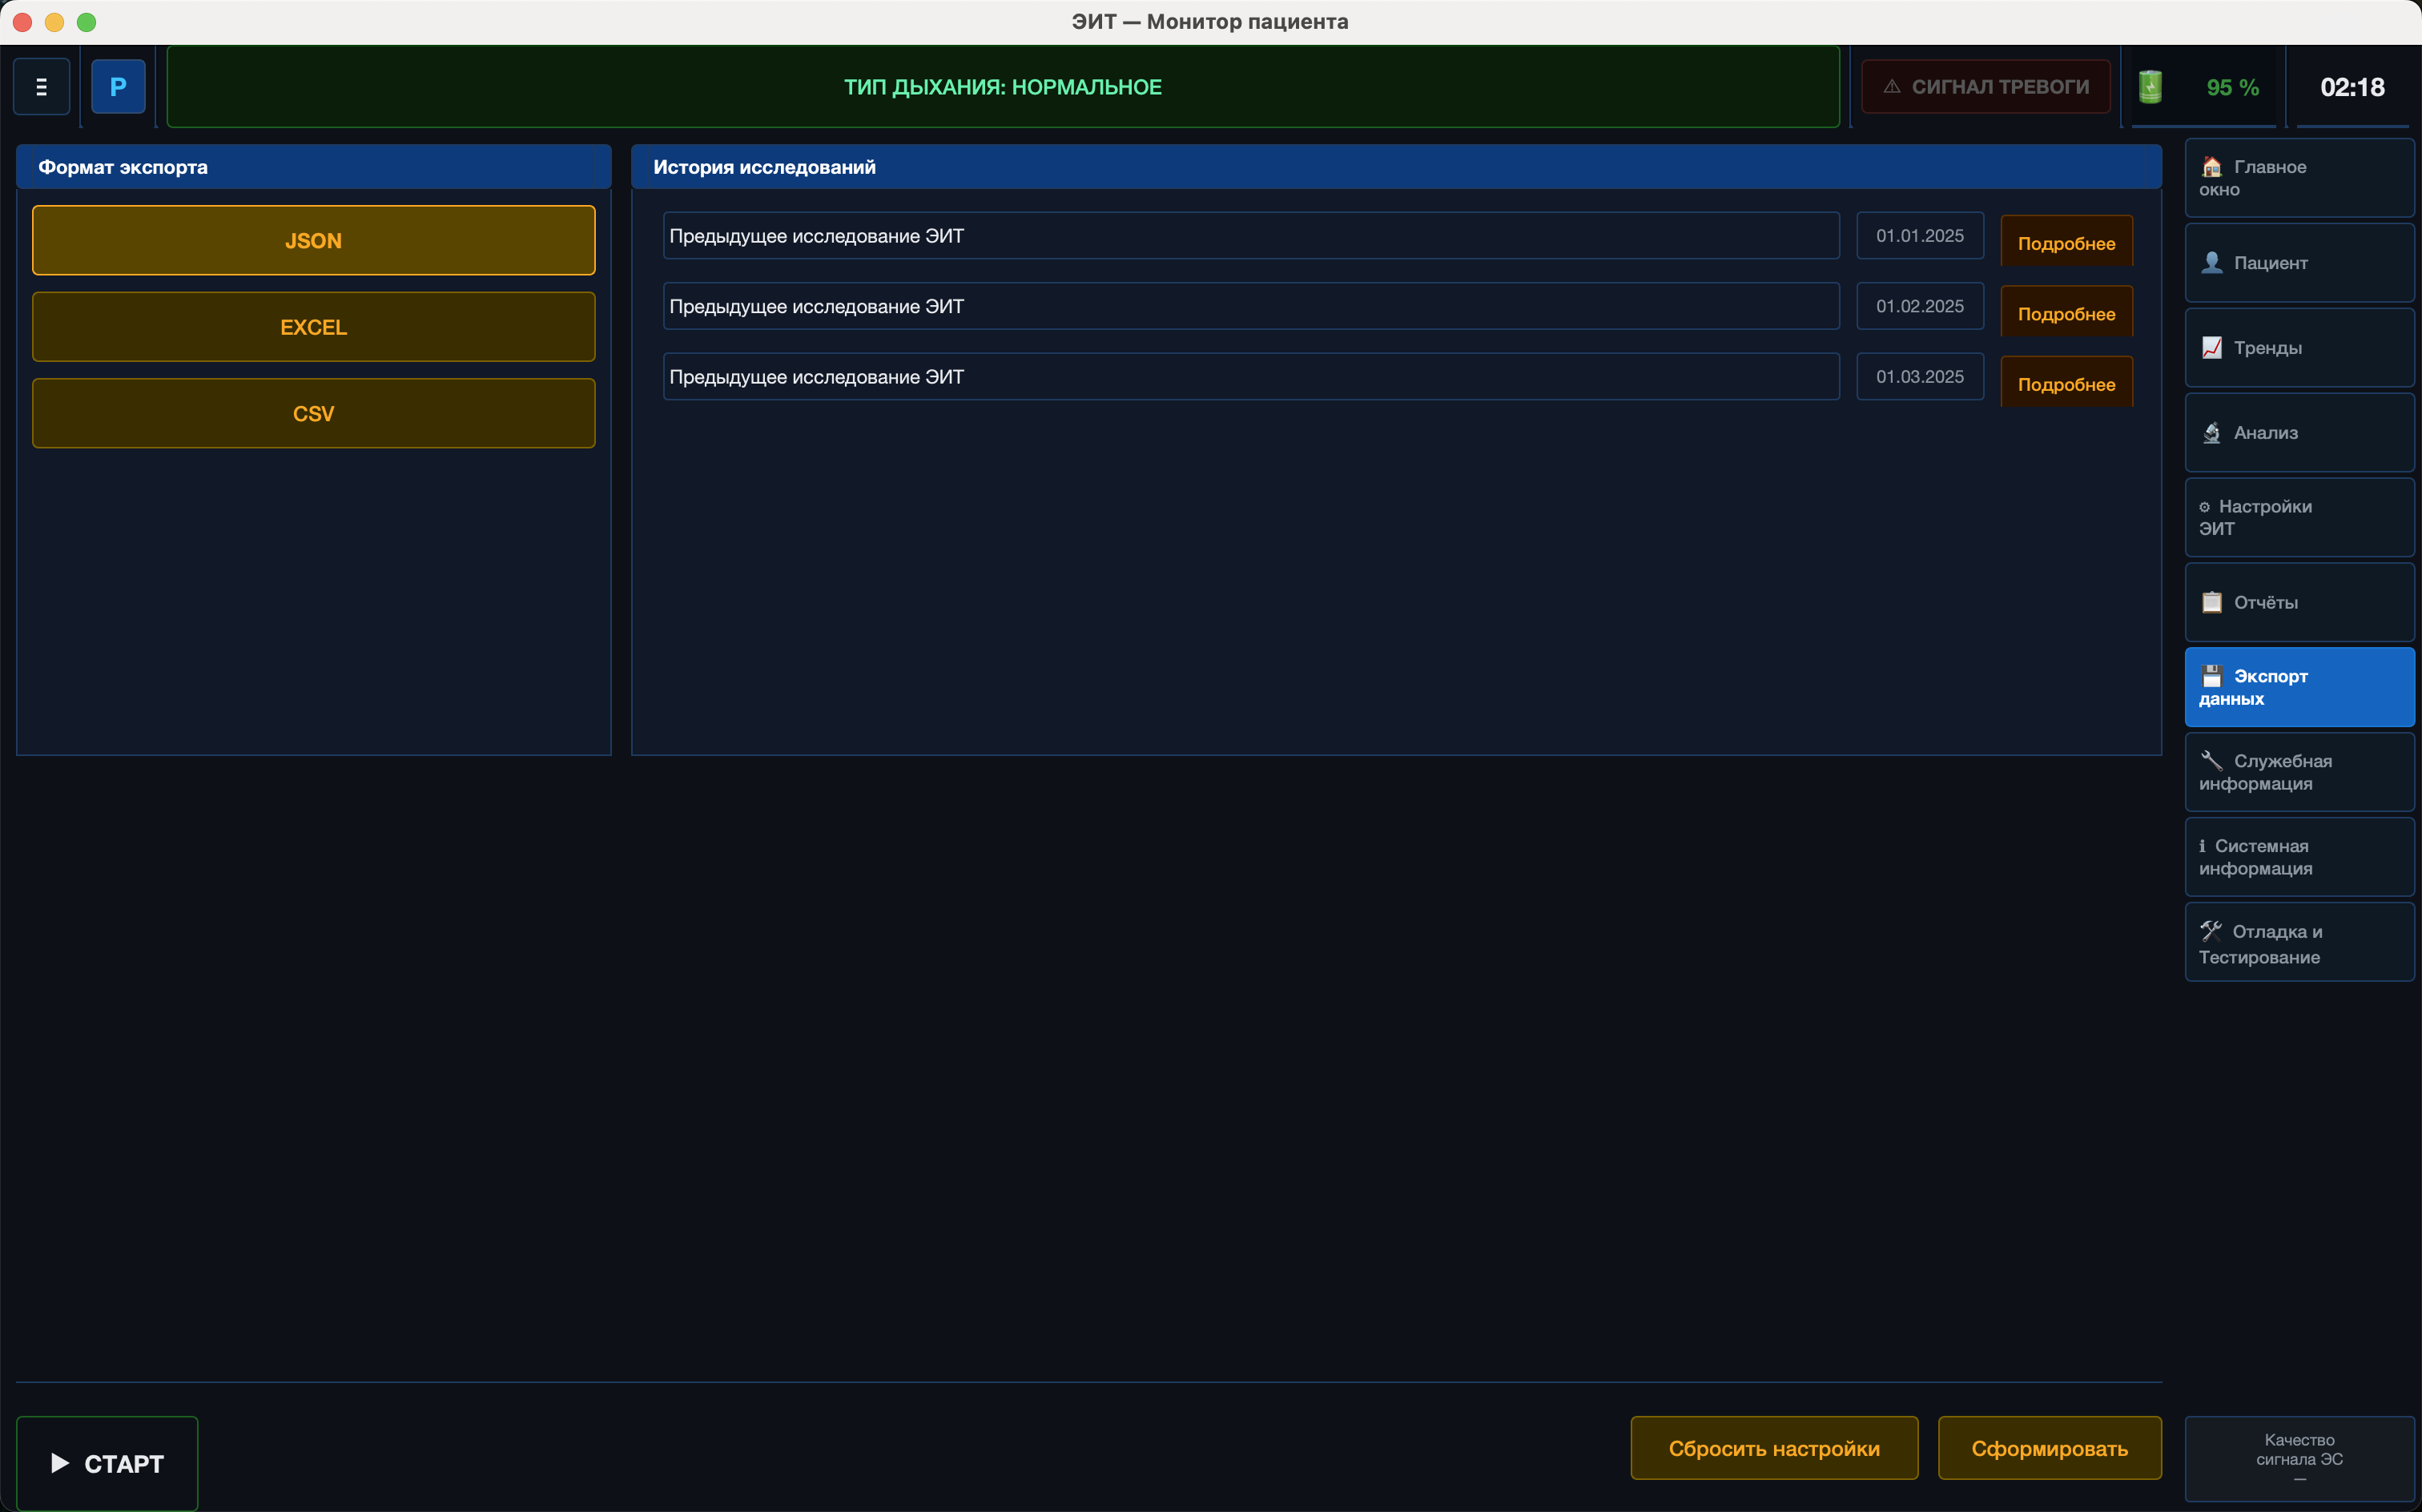 ЭИТ — Монитор пациента
P
ТИП ДЫХАНИЯ: НОРМАЛЬНОЕ
⚠ СИГНАЛ ТРЕВОГИ
95 %
02:18
Формат экспорта
JSON
EXCEL
CSV
История исследований
Предыдущее исследование ЭИТ
01.01.2025
Подробнее
Предыдущее исследование ЭИТ
01.02.2025
Подробнее
Предыдущее исследование ЭИТ
01.03.2025
Подробнее
Главное
окно
Пациент
Тренды
Анализ
Настройки
ЭИТ
Отчёты
Экспорт
данных
Служебная
информация
ℹ Системная
информация
Отладка и
Тестирование
▶ СТАРТ
Сбросить настройки
Сформировать
Качество
сигнала ЭС
—